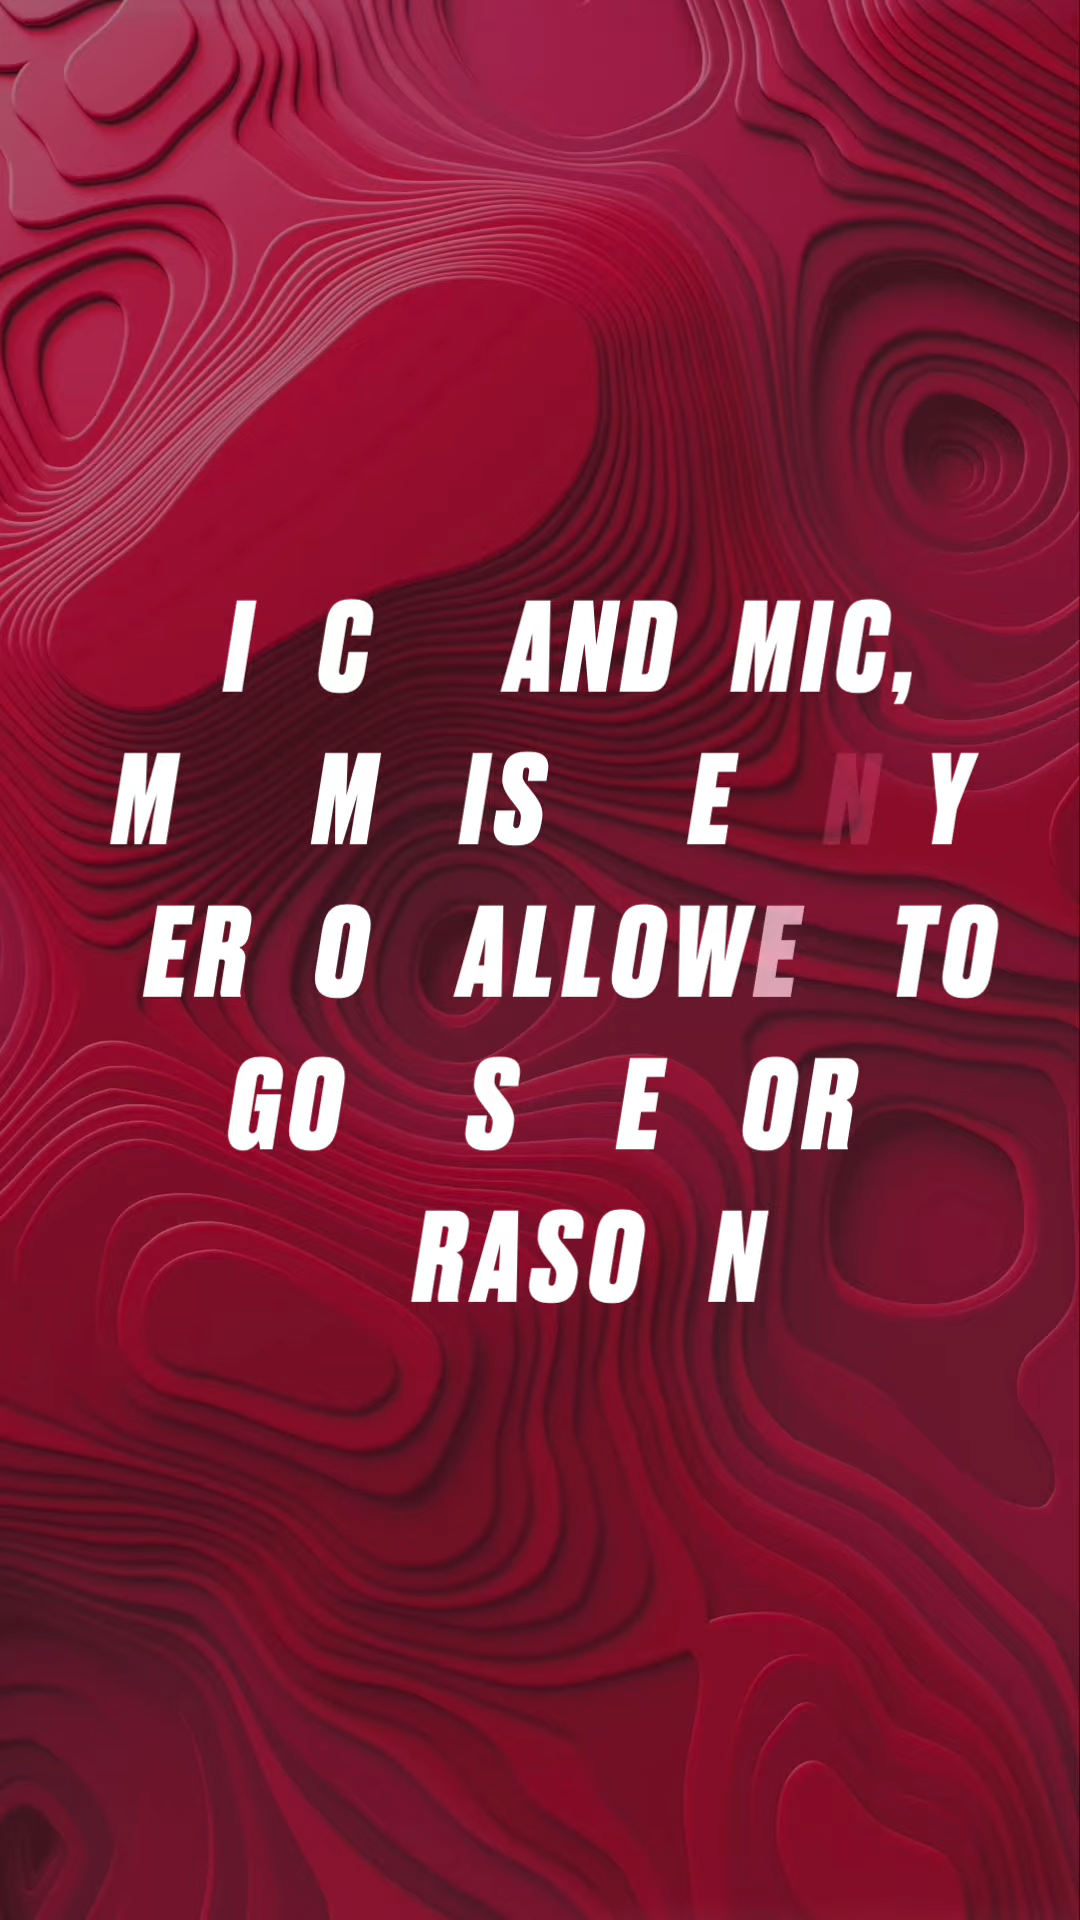 I C AND MIC,
M M IS E N Y
ER O ALLOWE TO
GO S E OR
RASO N